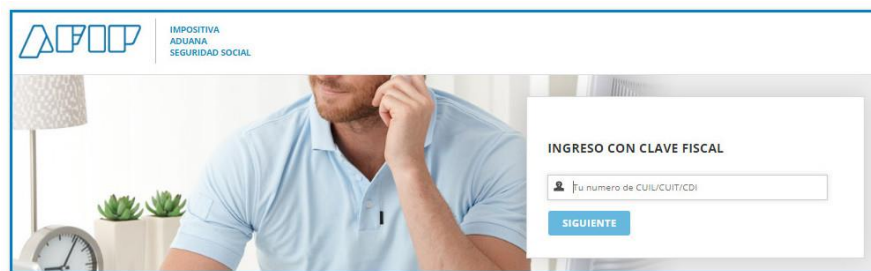 AFIP
IMPOSITIVA
ADUANA
SEGURIDAD SOCIAL
INGRESO CON CLAVE FISCAL
Tu numero de CUIL/CUIT/CDI
SIGUIENTE